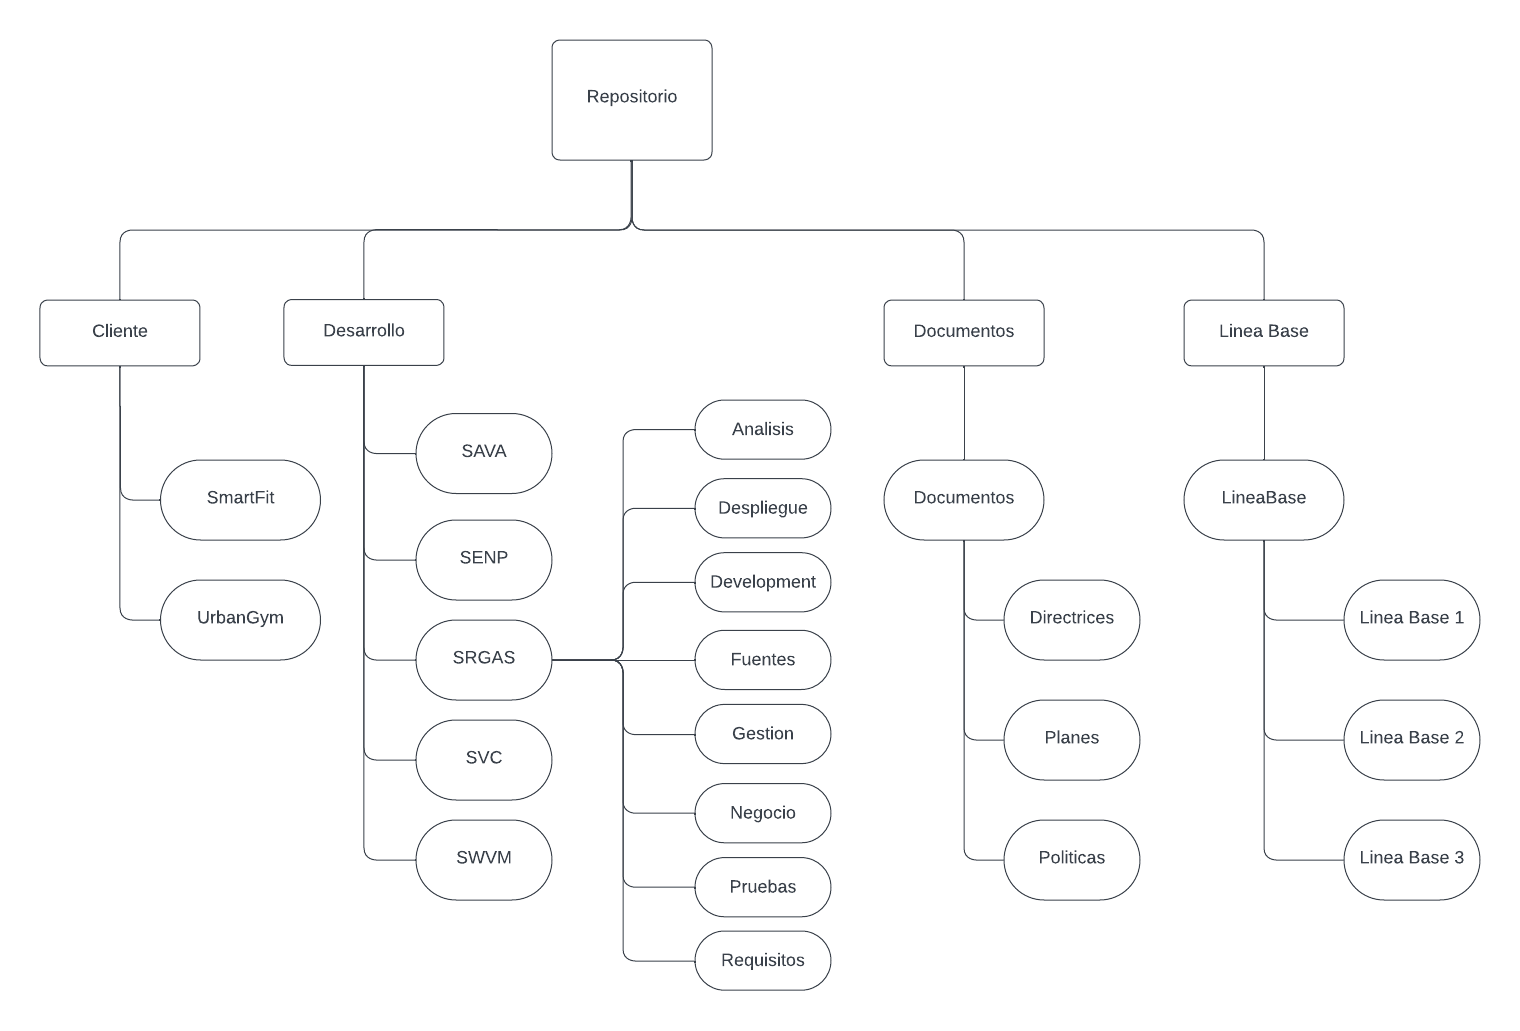 Repositorio
Cliente
Desarrollo
Documentos
Linea Base
SmartFit
UrbanGym
SAVA
SENP
SRGAS
SVC
SWVM
Analisis
Despliegue
Development
Fuentes
Gestion
Negocio
Pruebas
Requisitos
Documentos
Directrices
Planes
Politicas
LineaBase
Linea Base 1
Linea Base 2
Linea Base 3